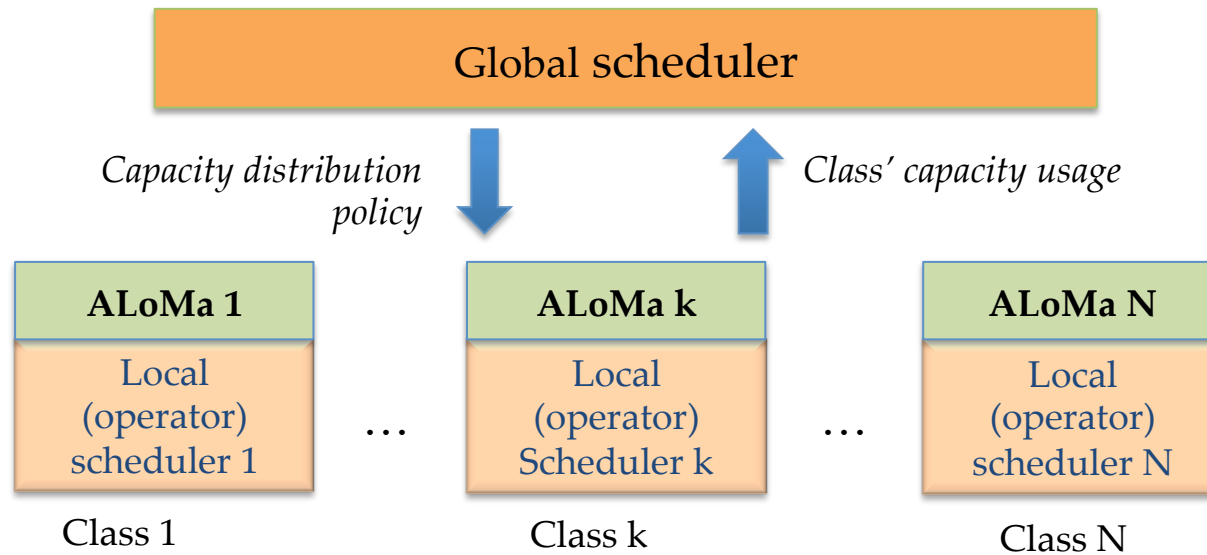 Global scheduler
Capacity distribution
policy
Class’ capacity usage
ALoMa 1
Local
(operator)
scheduler 1
Class 1
…
ALoMa k
Local
(operator)
Scheduler k
Class k
…
ALoMa N
Local
(operator)
scheduler N
Class N